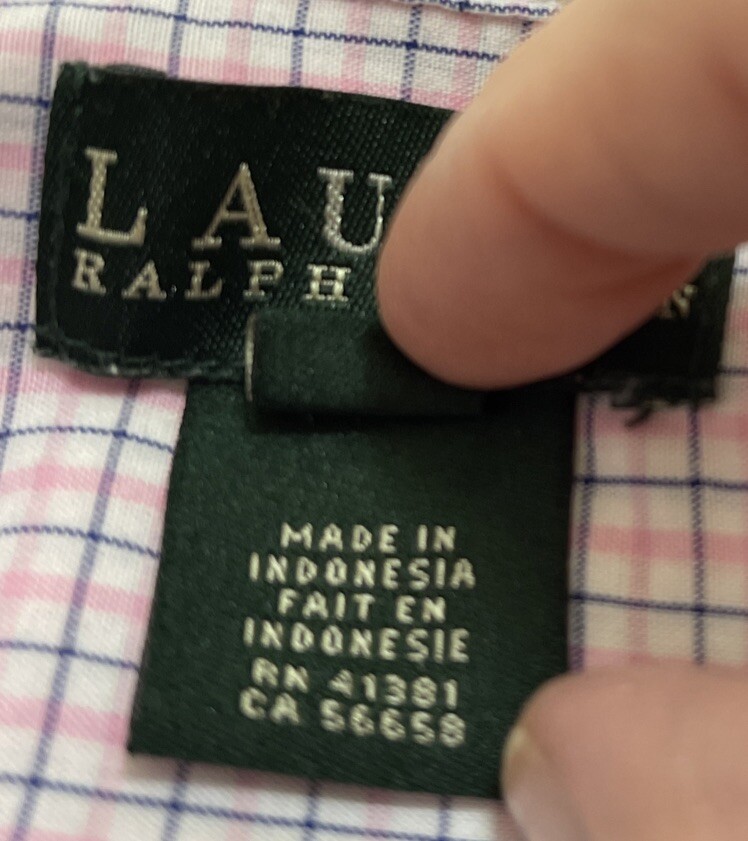 LAU
RALPH
MADE IN
INDONESIA
FAIT EN
INDONESIE
RN 41381
CA 56658